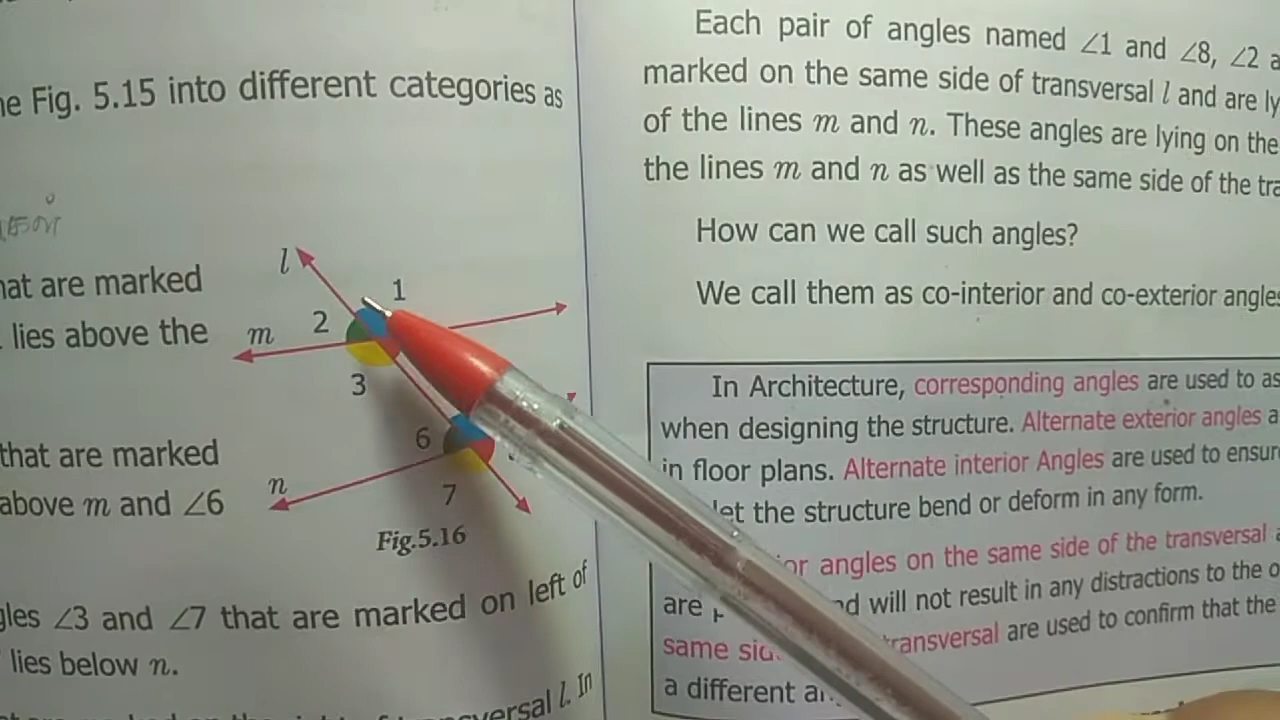 he Fig. 5.15 into different categories as
hat are marked
lies above the
that are marked
above m and ∠6
gles ∠3 and ∠7 that are marked on left of
lies below n.
l. In
l
1
2
m
3
6
n
7
Fig.5.16
Each pair of angles named ∠1 and ∠8, ∠2 a
marked on the same side of transversal l and are ly
of the lines m and n. These angles are lying on the
the lines m and n as well as the same side of the tra
How can we call such angles?
We call them as co-interior and co-exterior angles
In Architecture, corresponding angles are used to as
when designing the structure. Alternate exterior angles a
in floor plans. Alternate interior Angles are used to ensure
let the structure bend or deform in any form.
or angles on the same side of the transversal a
are will not result in any distractions to the o
same transversal are used to confirm that the
a different